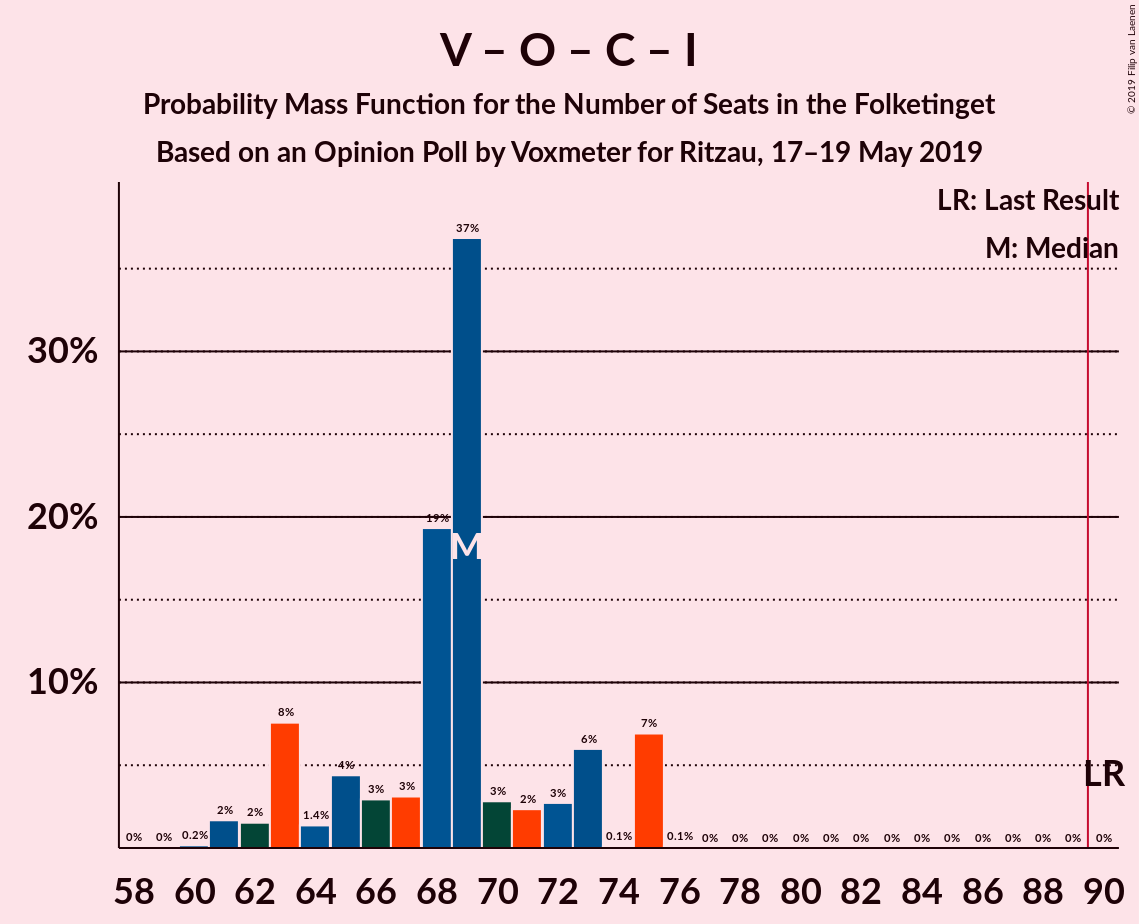 V – O – C – I
Probability Mass Function for the Number of Seats in the Folketinget
Based on an Opinion Poll by Voxmeter for Ritzau, 17–19 May 2019
© 2019 Filip van Laenen
LR: Last Result
M: Median
30%
20%
10%
0% 0% 0.2% 2% 2% 8% 1.4% 4% 3% 3% 19% 37% 3% 2% 3% 6% 0.1% 7% 0.1% 0% 0% 0% 0% 0% 0% 0% 0% 0% 0% 0% 0% 0% 0%
M
LR
58 60 62 64 66 68 70 72 74 76 78 80 82 84 86 88 90